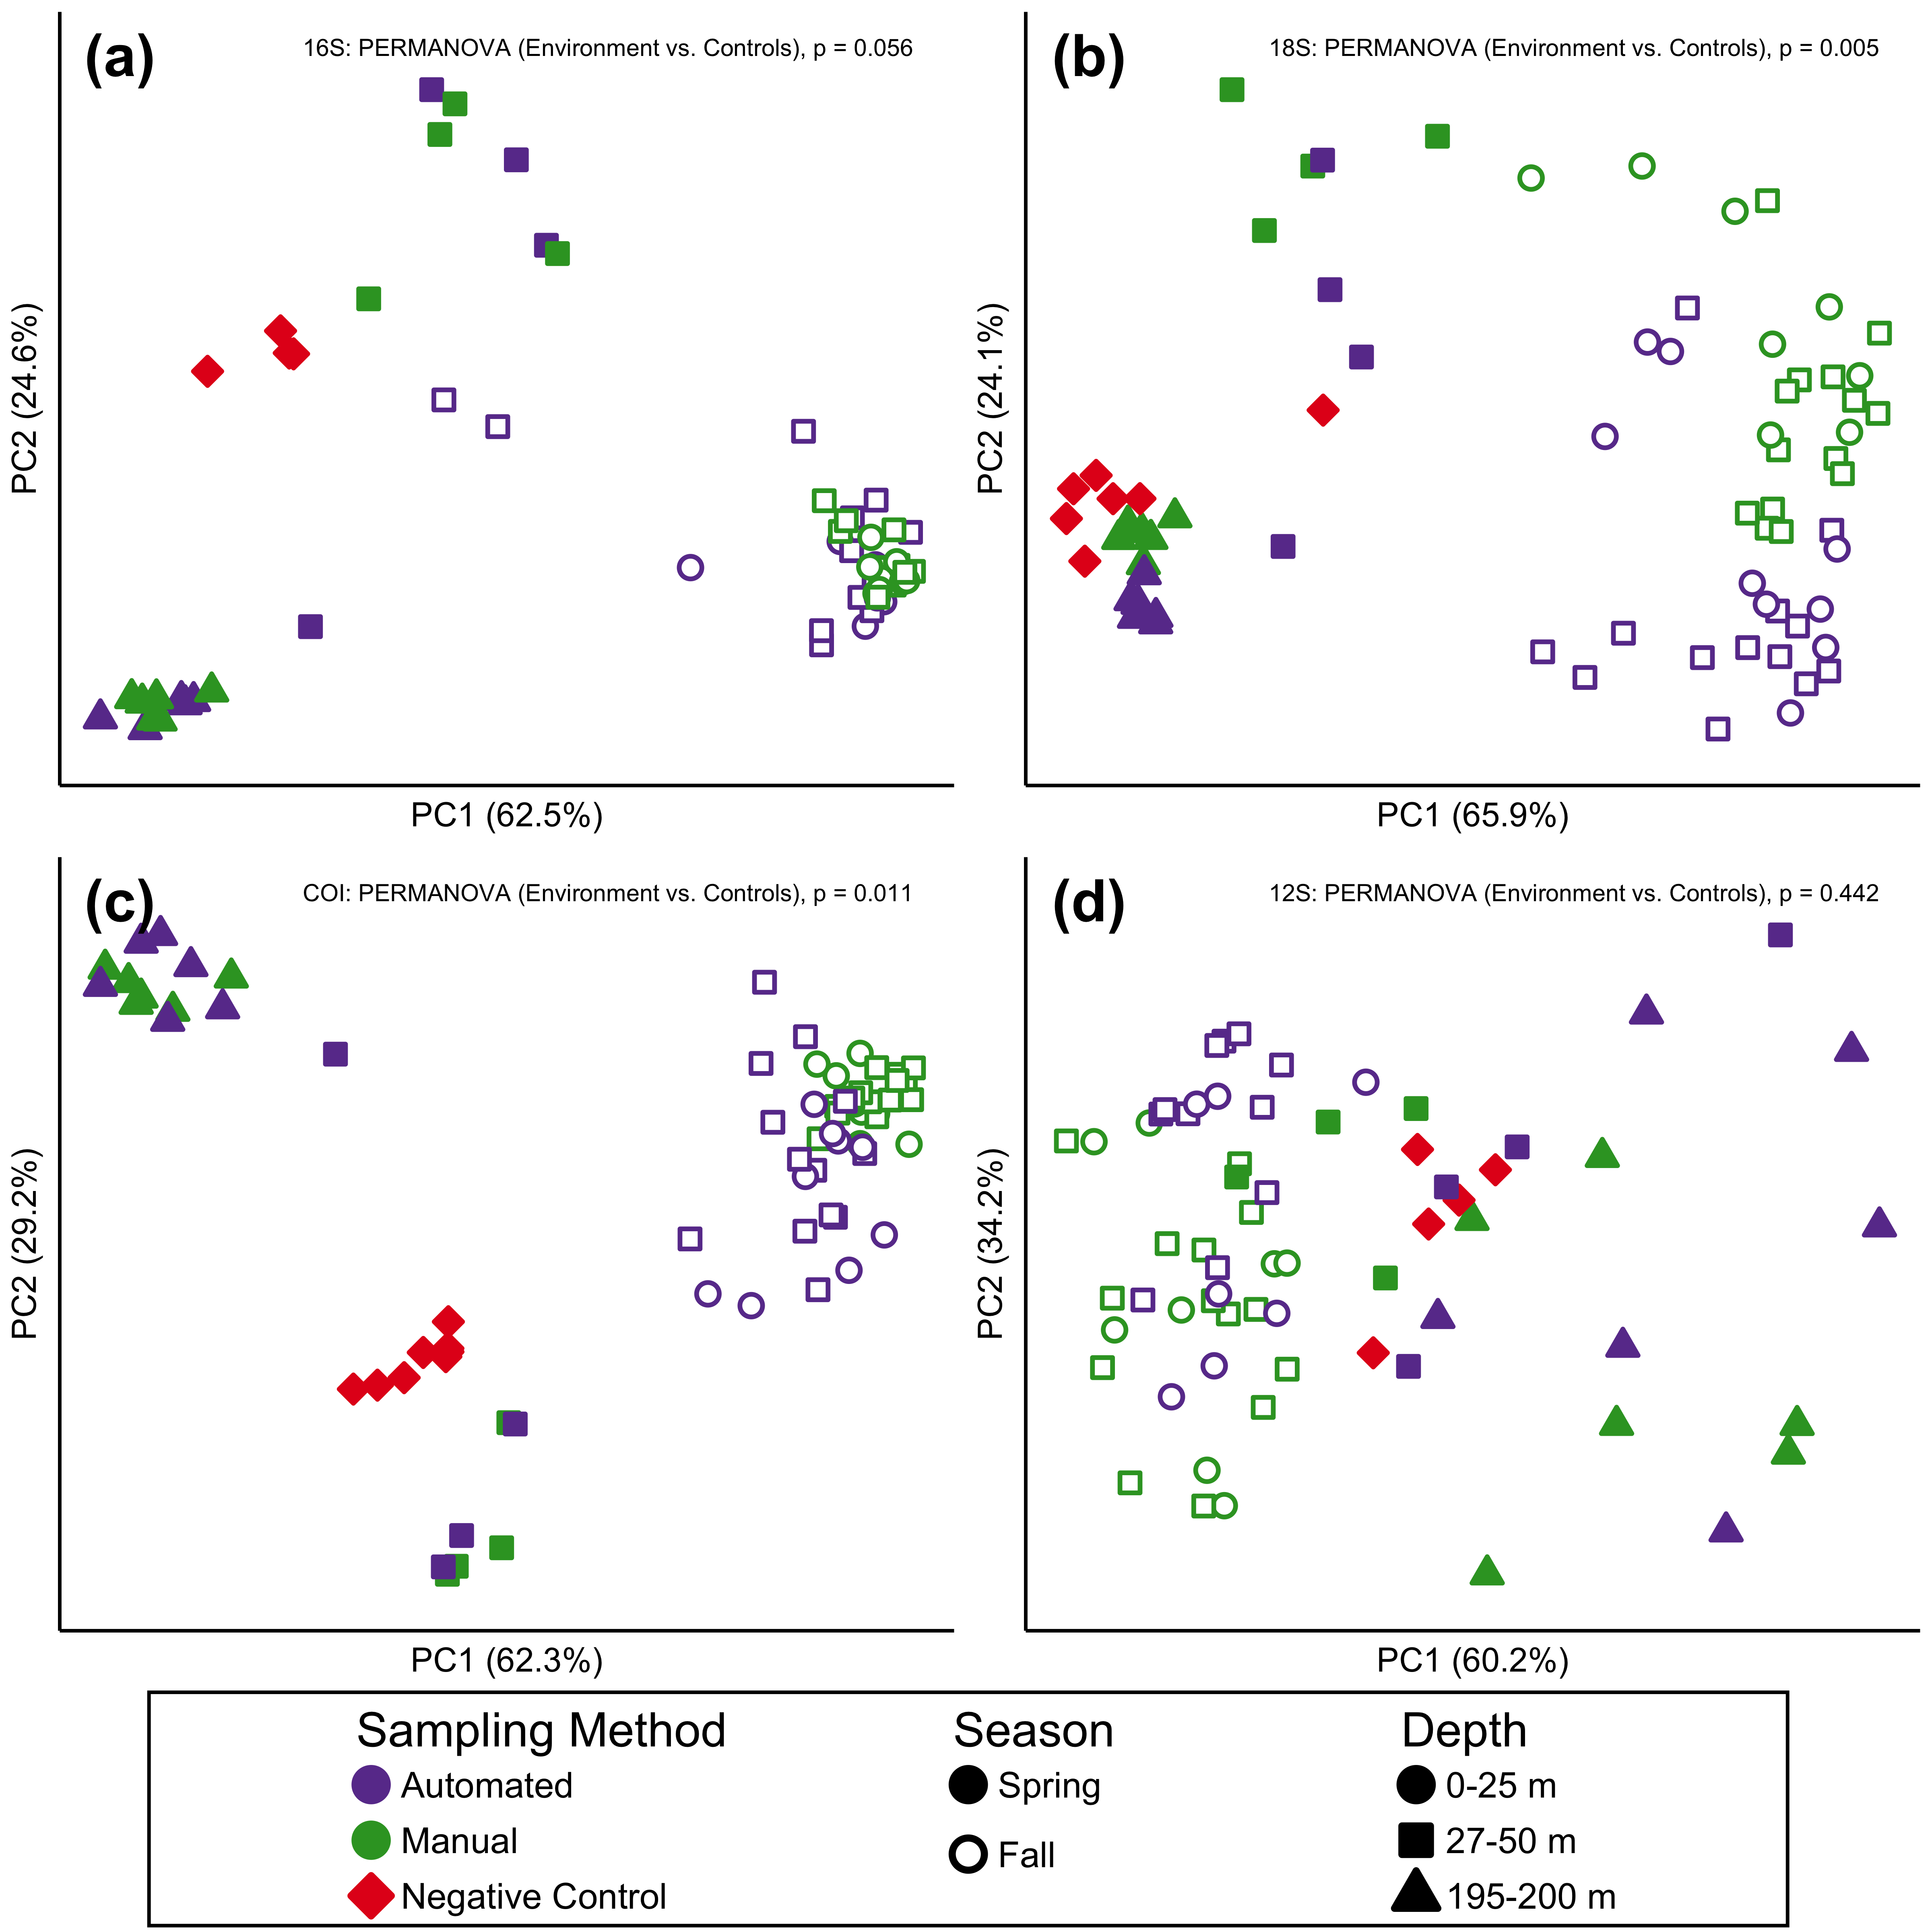 (a)
16S: PERMANOVA (Environment vs. Controls), p = 0.056
PC2 (24.6%)
PC1 (62.5%)
(b)
18S: PERMANOVA (Environment vs. Controls), p = 0.005
PC2 (24.1%)
PC1 (65.9%)
(c)
COI: PERMANOVA (Environment vs. Controls), p = 0.011
PC2 (29.2%)
PC1 (62.3%)
(d)
12S: PERMANOVA (Environment vs. Controls), p = 0.442
PC2 (34.2%)
PC1 (60.2%)
Sampling Method
Automated
Manual
Negative Control
Season
Spring
Fall
Depth
0-25 m
27-50 m
195-200 m